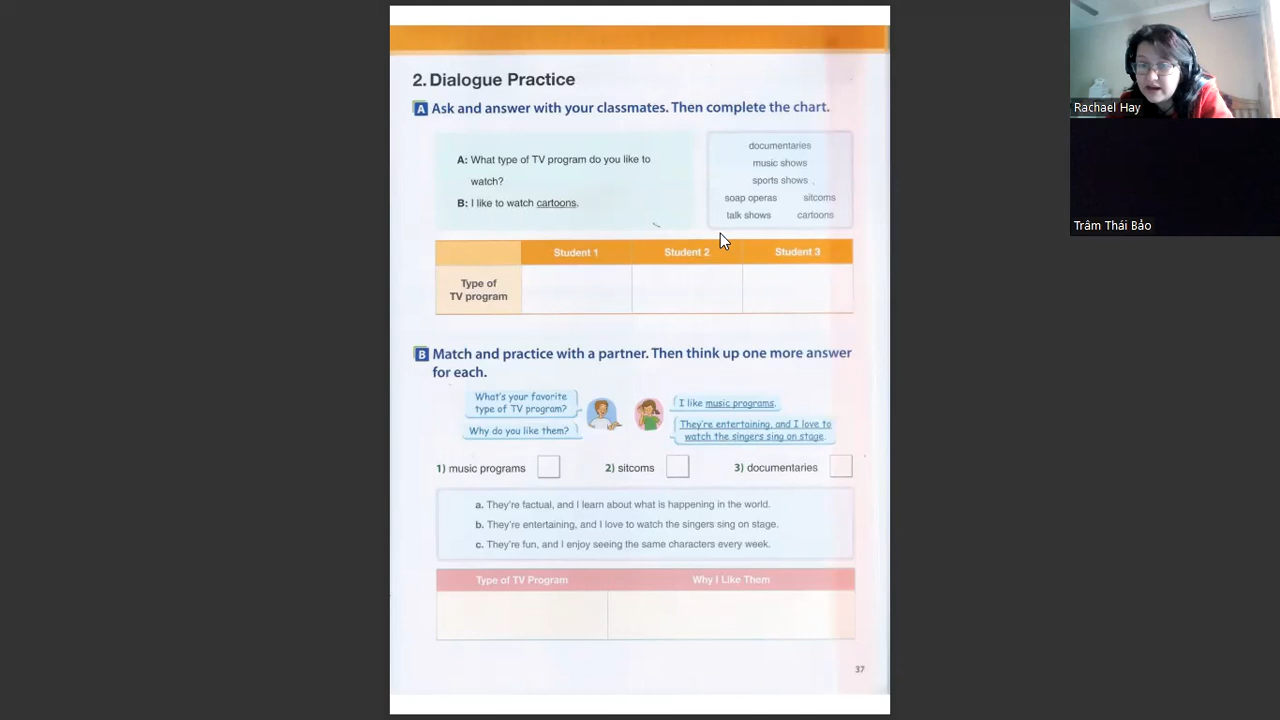 2. Dialogue Practice
A Ask and answer with your classmates. Then complete the chart.
A: What type of TV program do you like to
watch?
B: I like to watch cartoons.
documentaries
music shows
sports shows
soap operas sitcoms
talk shows cartoons
Student 1 Student 2 Student 3
Type of
TV program
B Match and practice with a partner. Then think up one more answer
for each.
What's your favorite
type of TV program?
Why do you like them?
I like music programs.
They're entertaining, and I love to
watch the singers sing on stage.
1) music programs 2) sitcoms 3) documentaries
a. They're factual, and I learn about what is happening in the world.
b. They're entertaining, and I love to watch the singers sing on stage.
c. They're fun, and I enjoy seeing the same characters every week.
Type of TV Program Why I Like Them
37
Rachael Hay
Trâm Thái Bảo